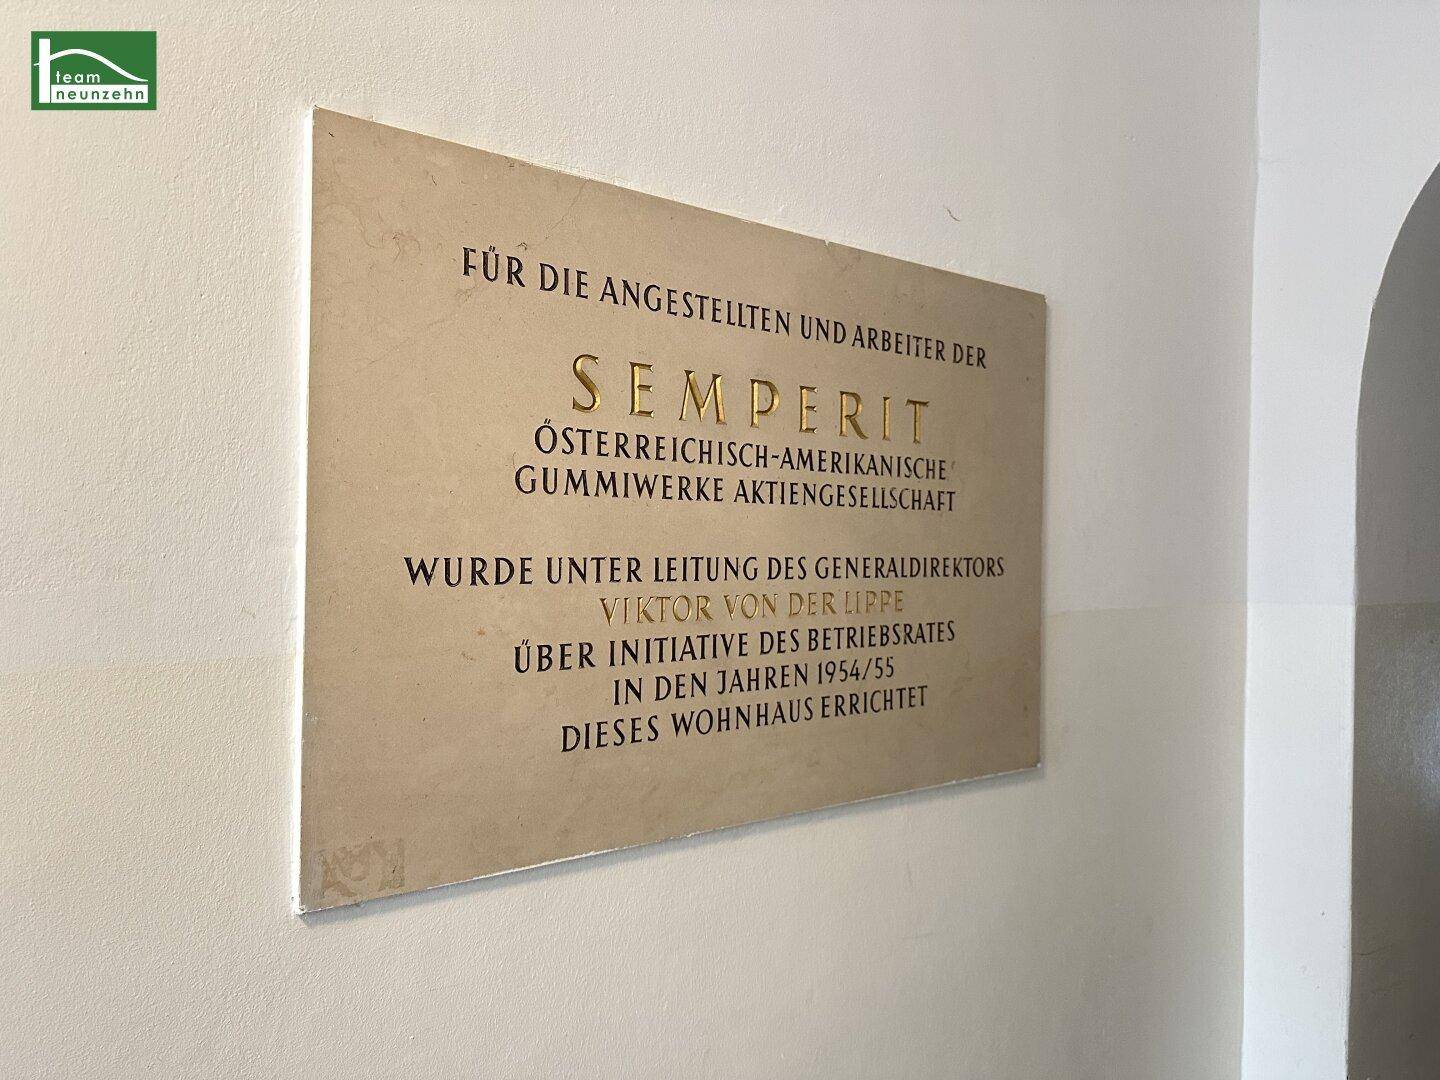 team
neunzehn
FÜR DIE ANGESTELLTEN UND ARBEITER DER
SEMPERIT
ÖSTERREICHISCH-AMERIKANISCHE
GUMMIWERKE AKTIENGESELLSCHAFT
WURDE UNTER LEITUNG DES GENERALDIREKTORS
VIKTOR VON DER LIPPE
ÜBER INITIATIVE DES BETRIEBSRATES
IN DEN JAHREN 1954/55
DIESES WOHNHAUS ERRICHTET